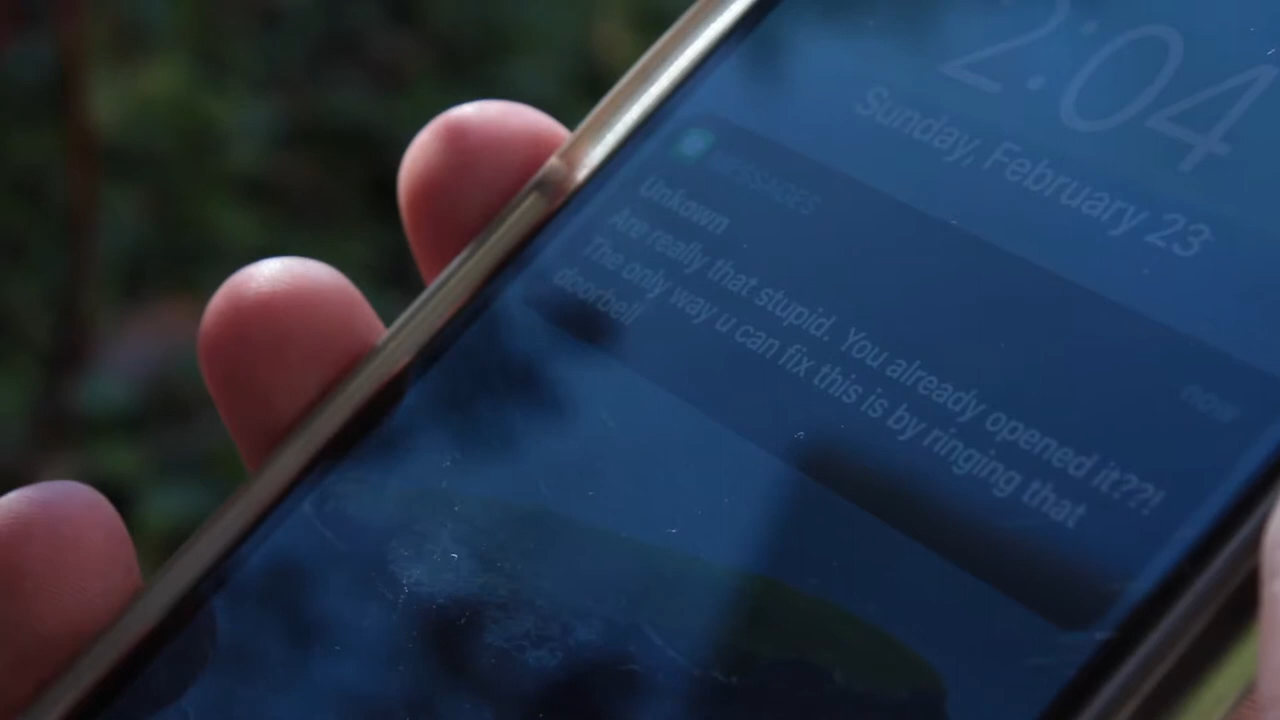 2:04
Sunday, February 23
MESSAGES
now
Unkown
Are really that stupid. You already opened it??!
The only way u can fix this is by ringing that
doorbell